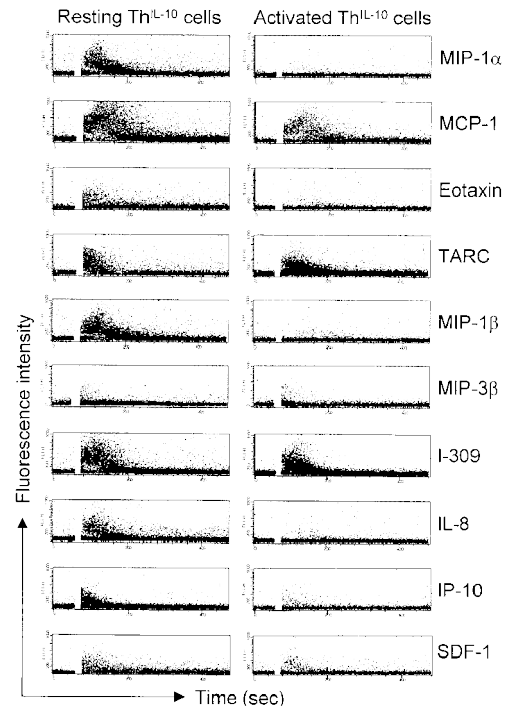 Resting Th^IL-10 cells Activated Th^IL-10 cells
MIP-1α
MCP-1
Eotaxin
TARC
MIP-1β
MIP-3β
I-309
IL-8
IP-10
SDF-1
Fluorescence intensity
Time (sec)